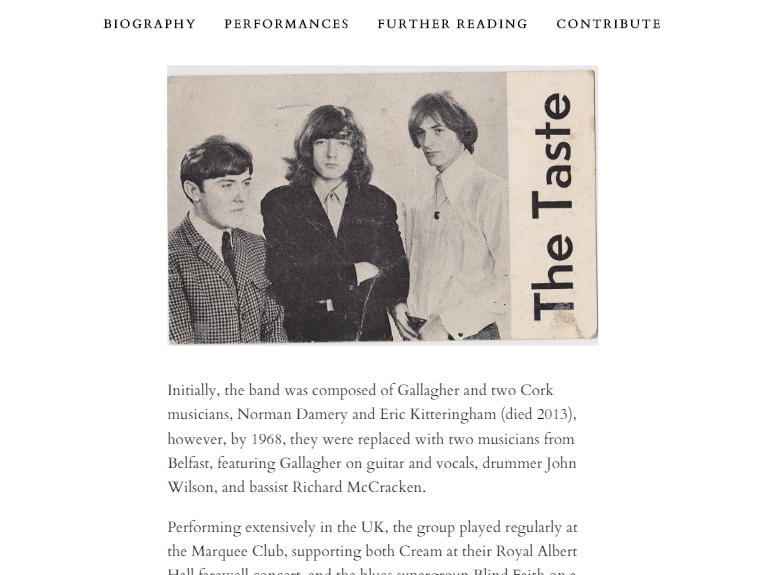 BIOGRAPHY PERFORMANCES FURTHER READING CONTRIBUTE
The Taste
Initially, the band was composed of Gallagher and two Cork
musicians, Norman Damery and Eric Kitteringham (died 2013),
however, by 1968, they were replaced with two musicians from
Belfast, featuring Gallagher on guitar and vocals, drummer John
Wilson, and bassist Richard McCracken.
Performing extensively in the UK, the group played regularly at
the Marquee Club, supporting both Cream at their Royal Albert
Hall farewell concert, and the blues supergroup Blind Faith on a